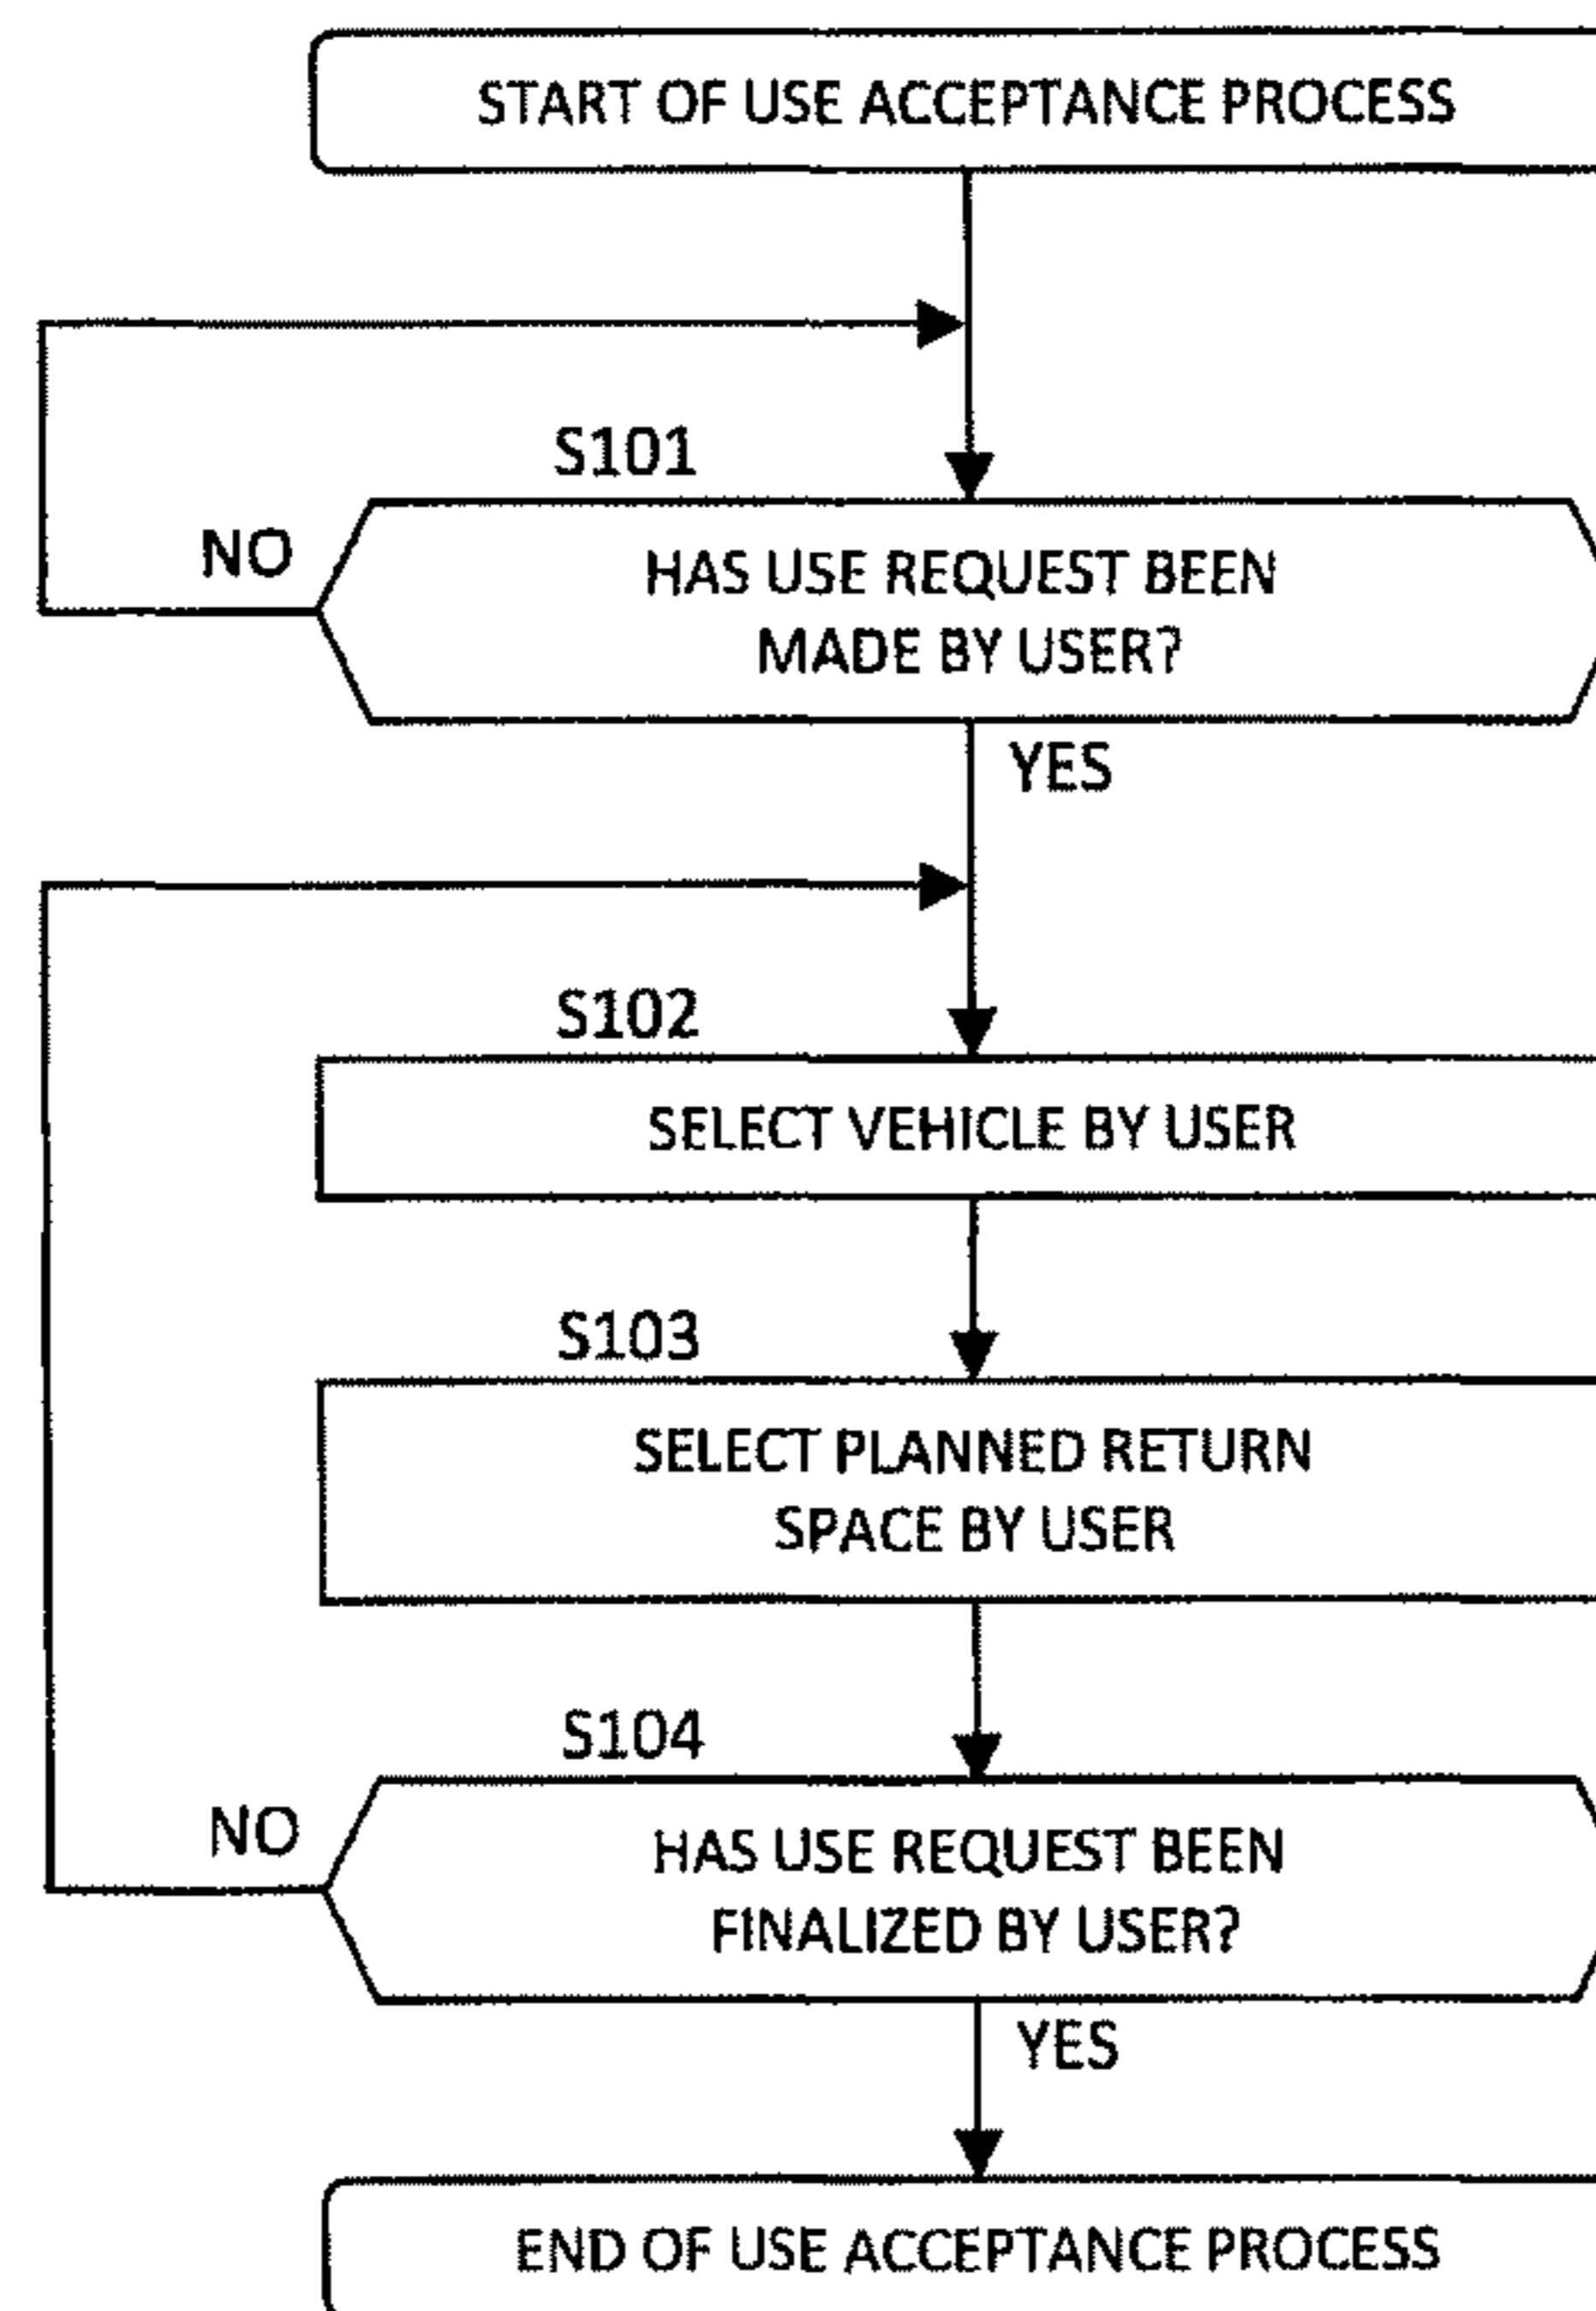 START OF USE ACCEPTANCE PROCESS
S101
NO
HAS USE REQUEST BEEN
MADE BY USER?
YES
S102
SELECT VEHICLE BY USER
S103
SELECT PLANNED RETURN
SPACE BY USER
S104
NO
HAS USE REQUEST BEEN
FINALIZED BY USER?
YES
END OF USE ACCEPTANCE PROCESS